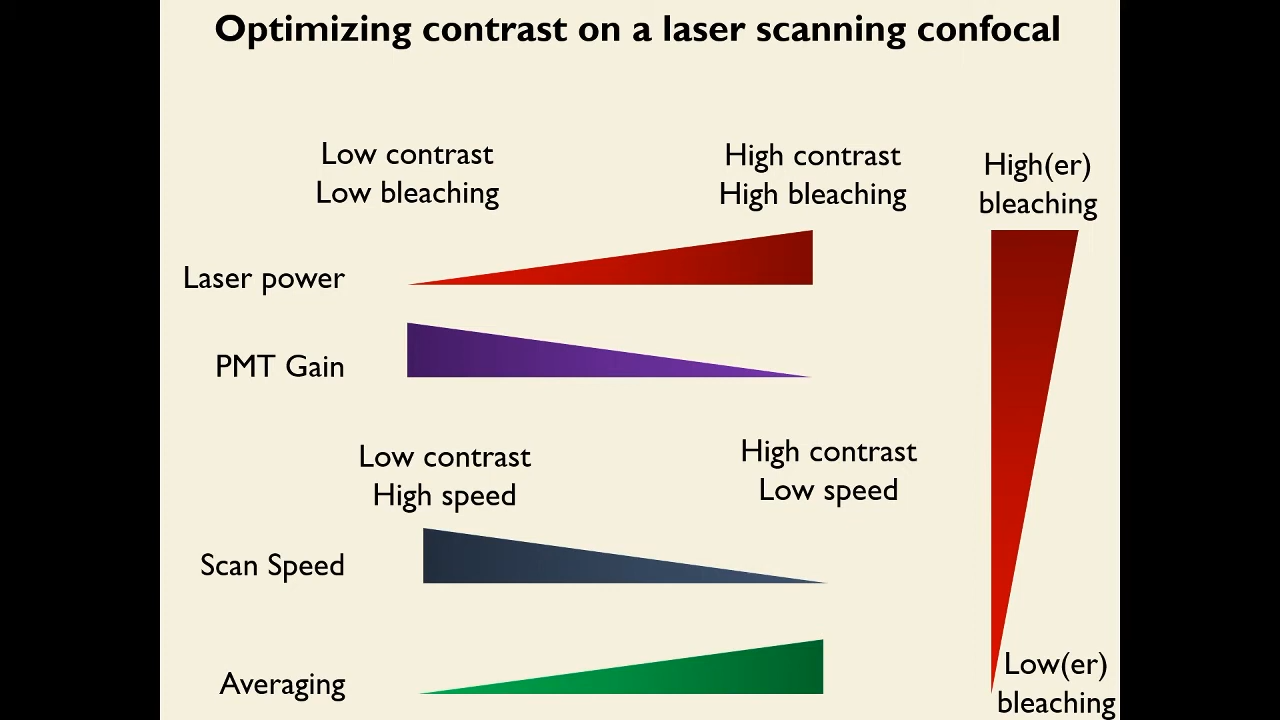 Optimizing contrast on a laser scanning confocal
Low contrast
Low bleaching
High contrast
High bleaching
High(er)
bleaching
Laser power
PMT Gain
Low contrast
High speed
High contrast
Low speed
Scan Speed
Averaging
Low(er)
bleaching